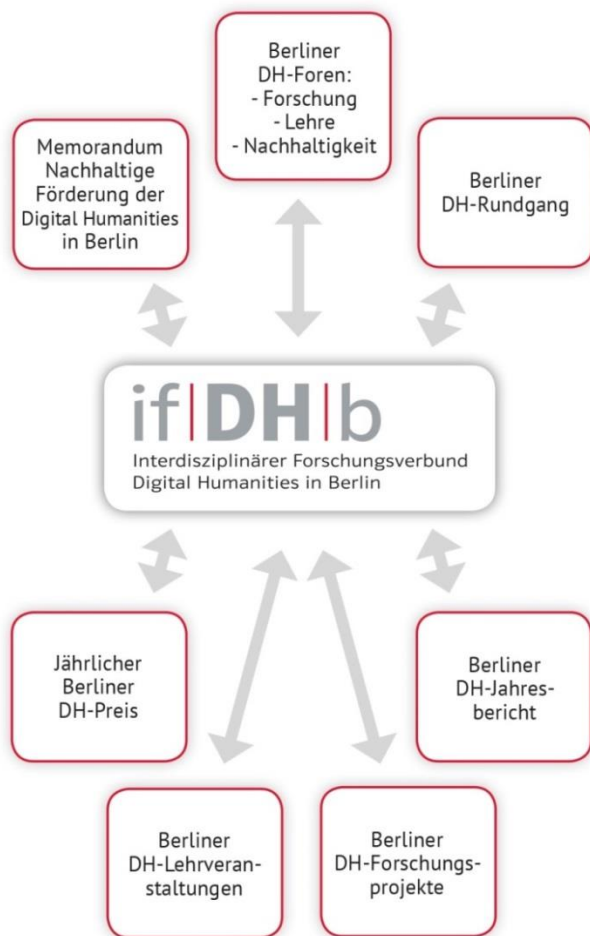 Berliner
DH-Foren:
- Forschung
- Lehre
- Nachhaltigkeit
Memorandum
Nachhaltige
Förderung der
Digital Humanities
in Berlin
Berliner
DH-Rundgang
if|DH|b
Interdisziplinärer Forschungsverbund
Digital Humanities in Berlin
Jährlicher
Berliner
DH-Preis
Berliner
DH-Jahres-
bericht
Berliner
DH-Lehrveran-
staltungen
Berliner
DH-Forschungs-
projekte